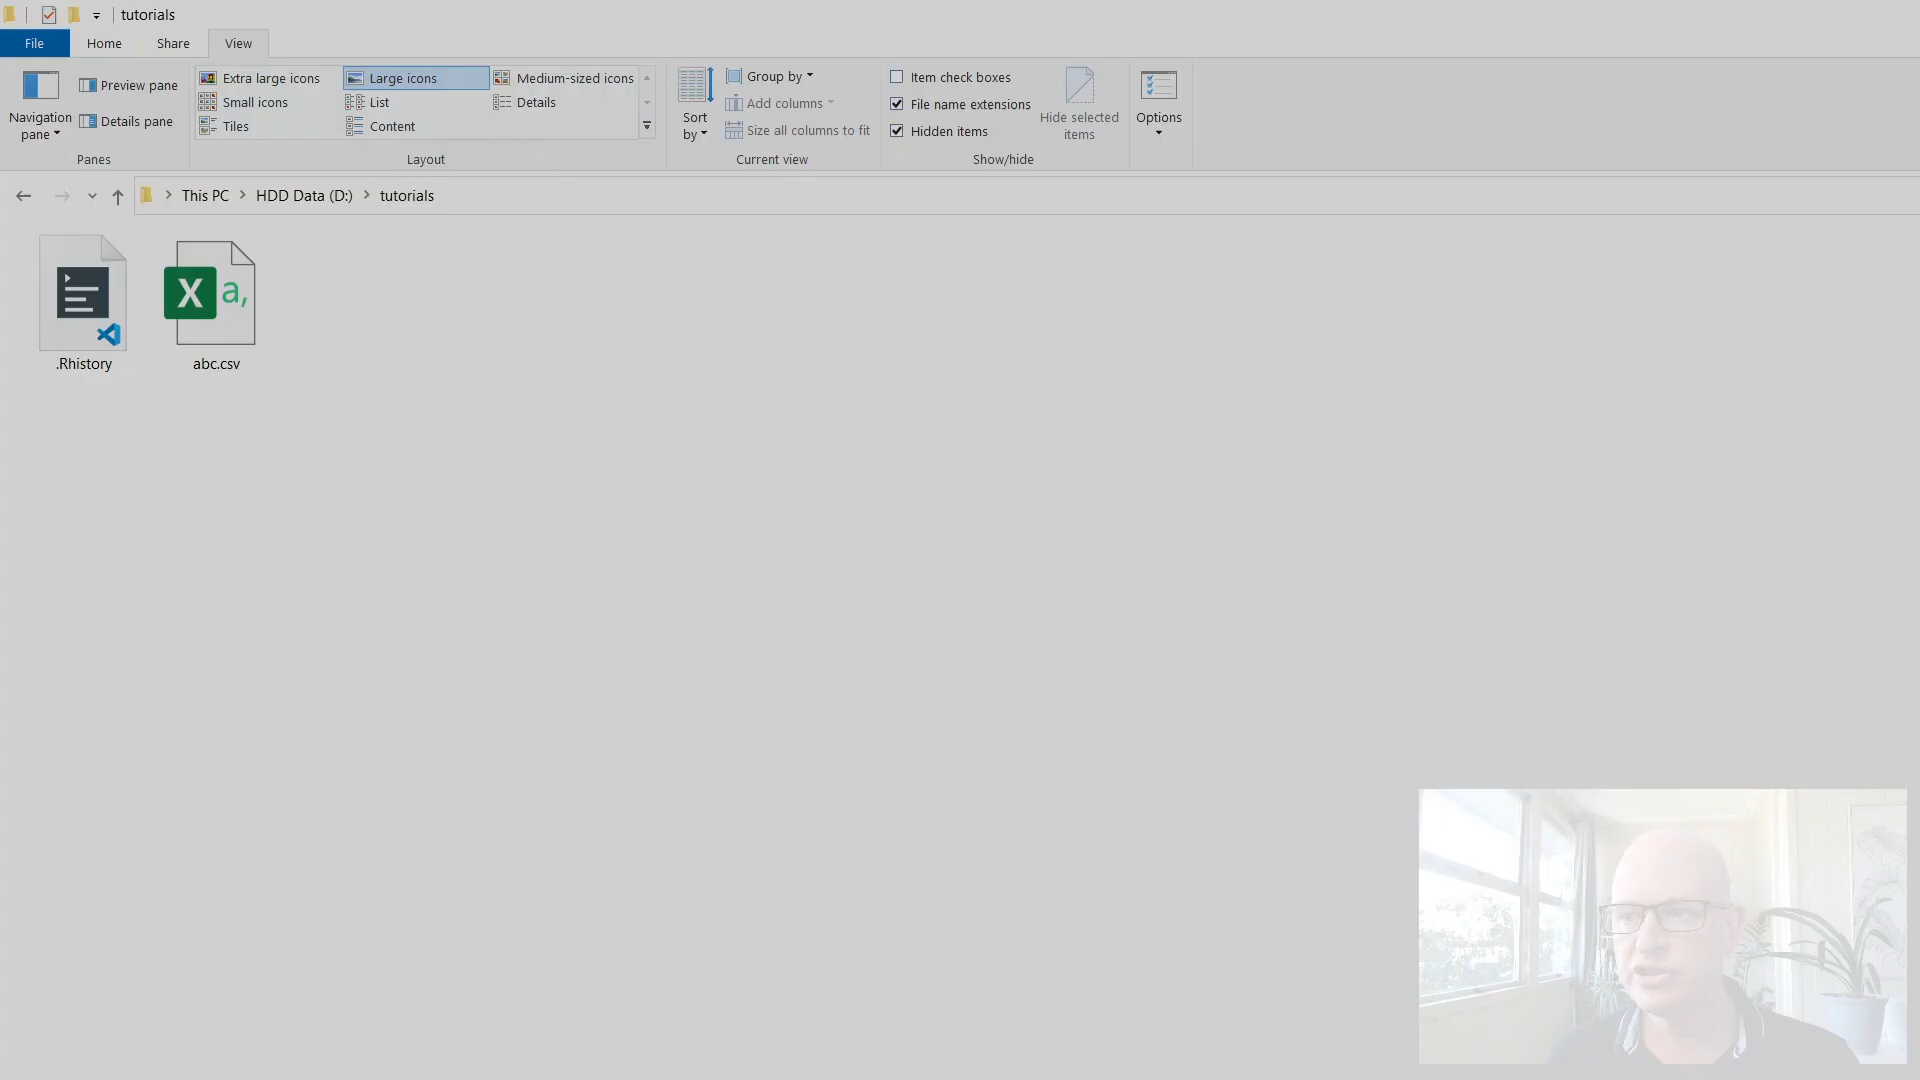 tutorials
File Home Share View
Navigation pane
Preview pane
Details pane
Panes
Extra large icons Large icons Medium-sized icons
Small icons List Details
Tiles Content
Layout
Sort by
Group by
Add columns
Size all columns to fit
Current view
Item check boxes
File name extensions
Hidden items
Hide selected items
Show/hide
Options
This PC > HDD Data (D:) > tutorials
X a,
.Rhistory abc.csv